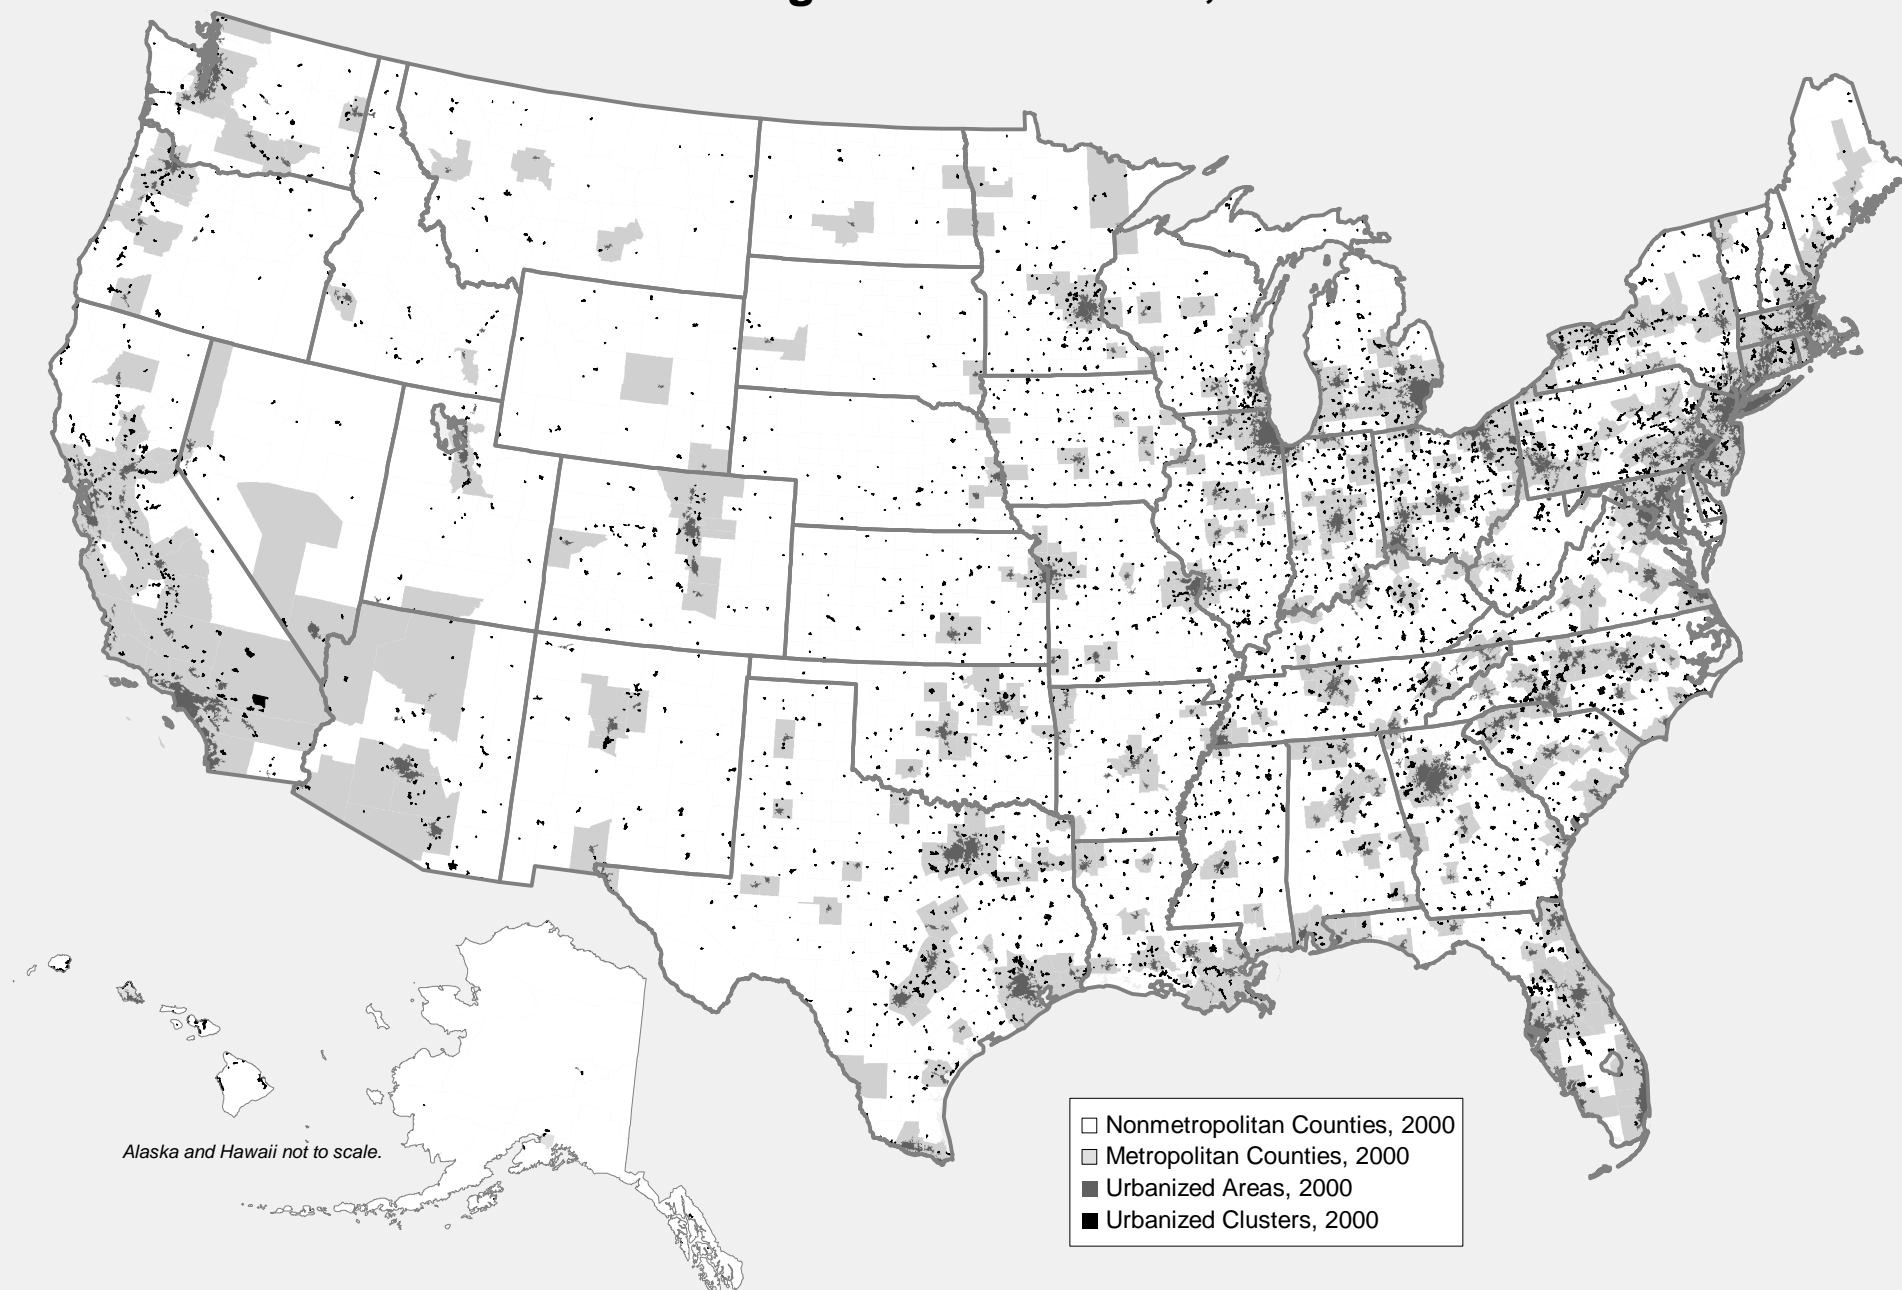 Alaska and Hawaii not to scale.
Nonmetropolitan Counties, 2000
Metropolitan Counties, 2000
Urbanized Areas, 2000
Urbanized Clusters, 2000